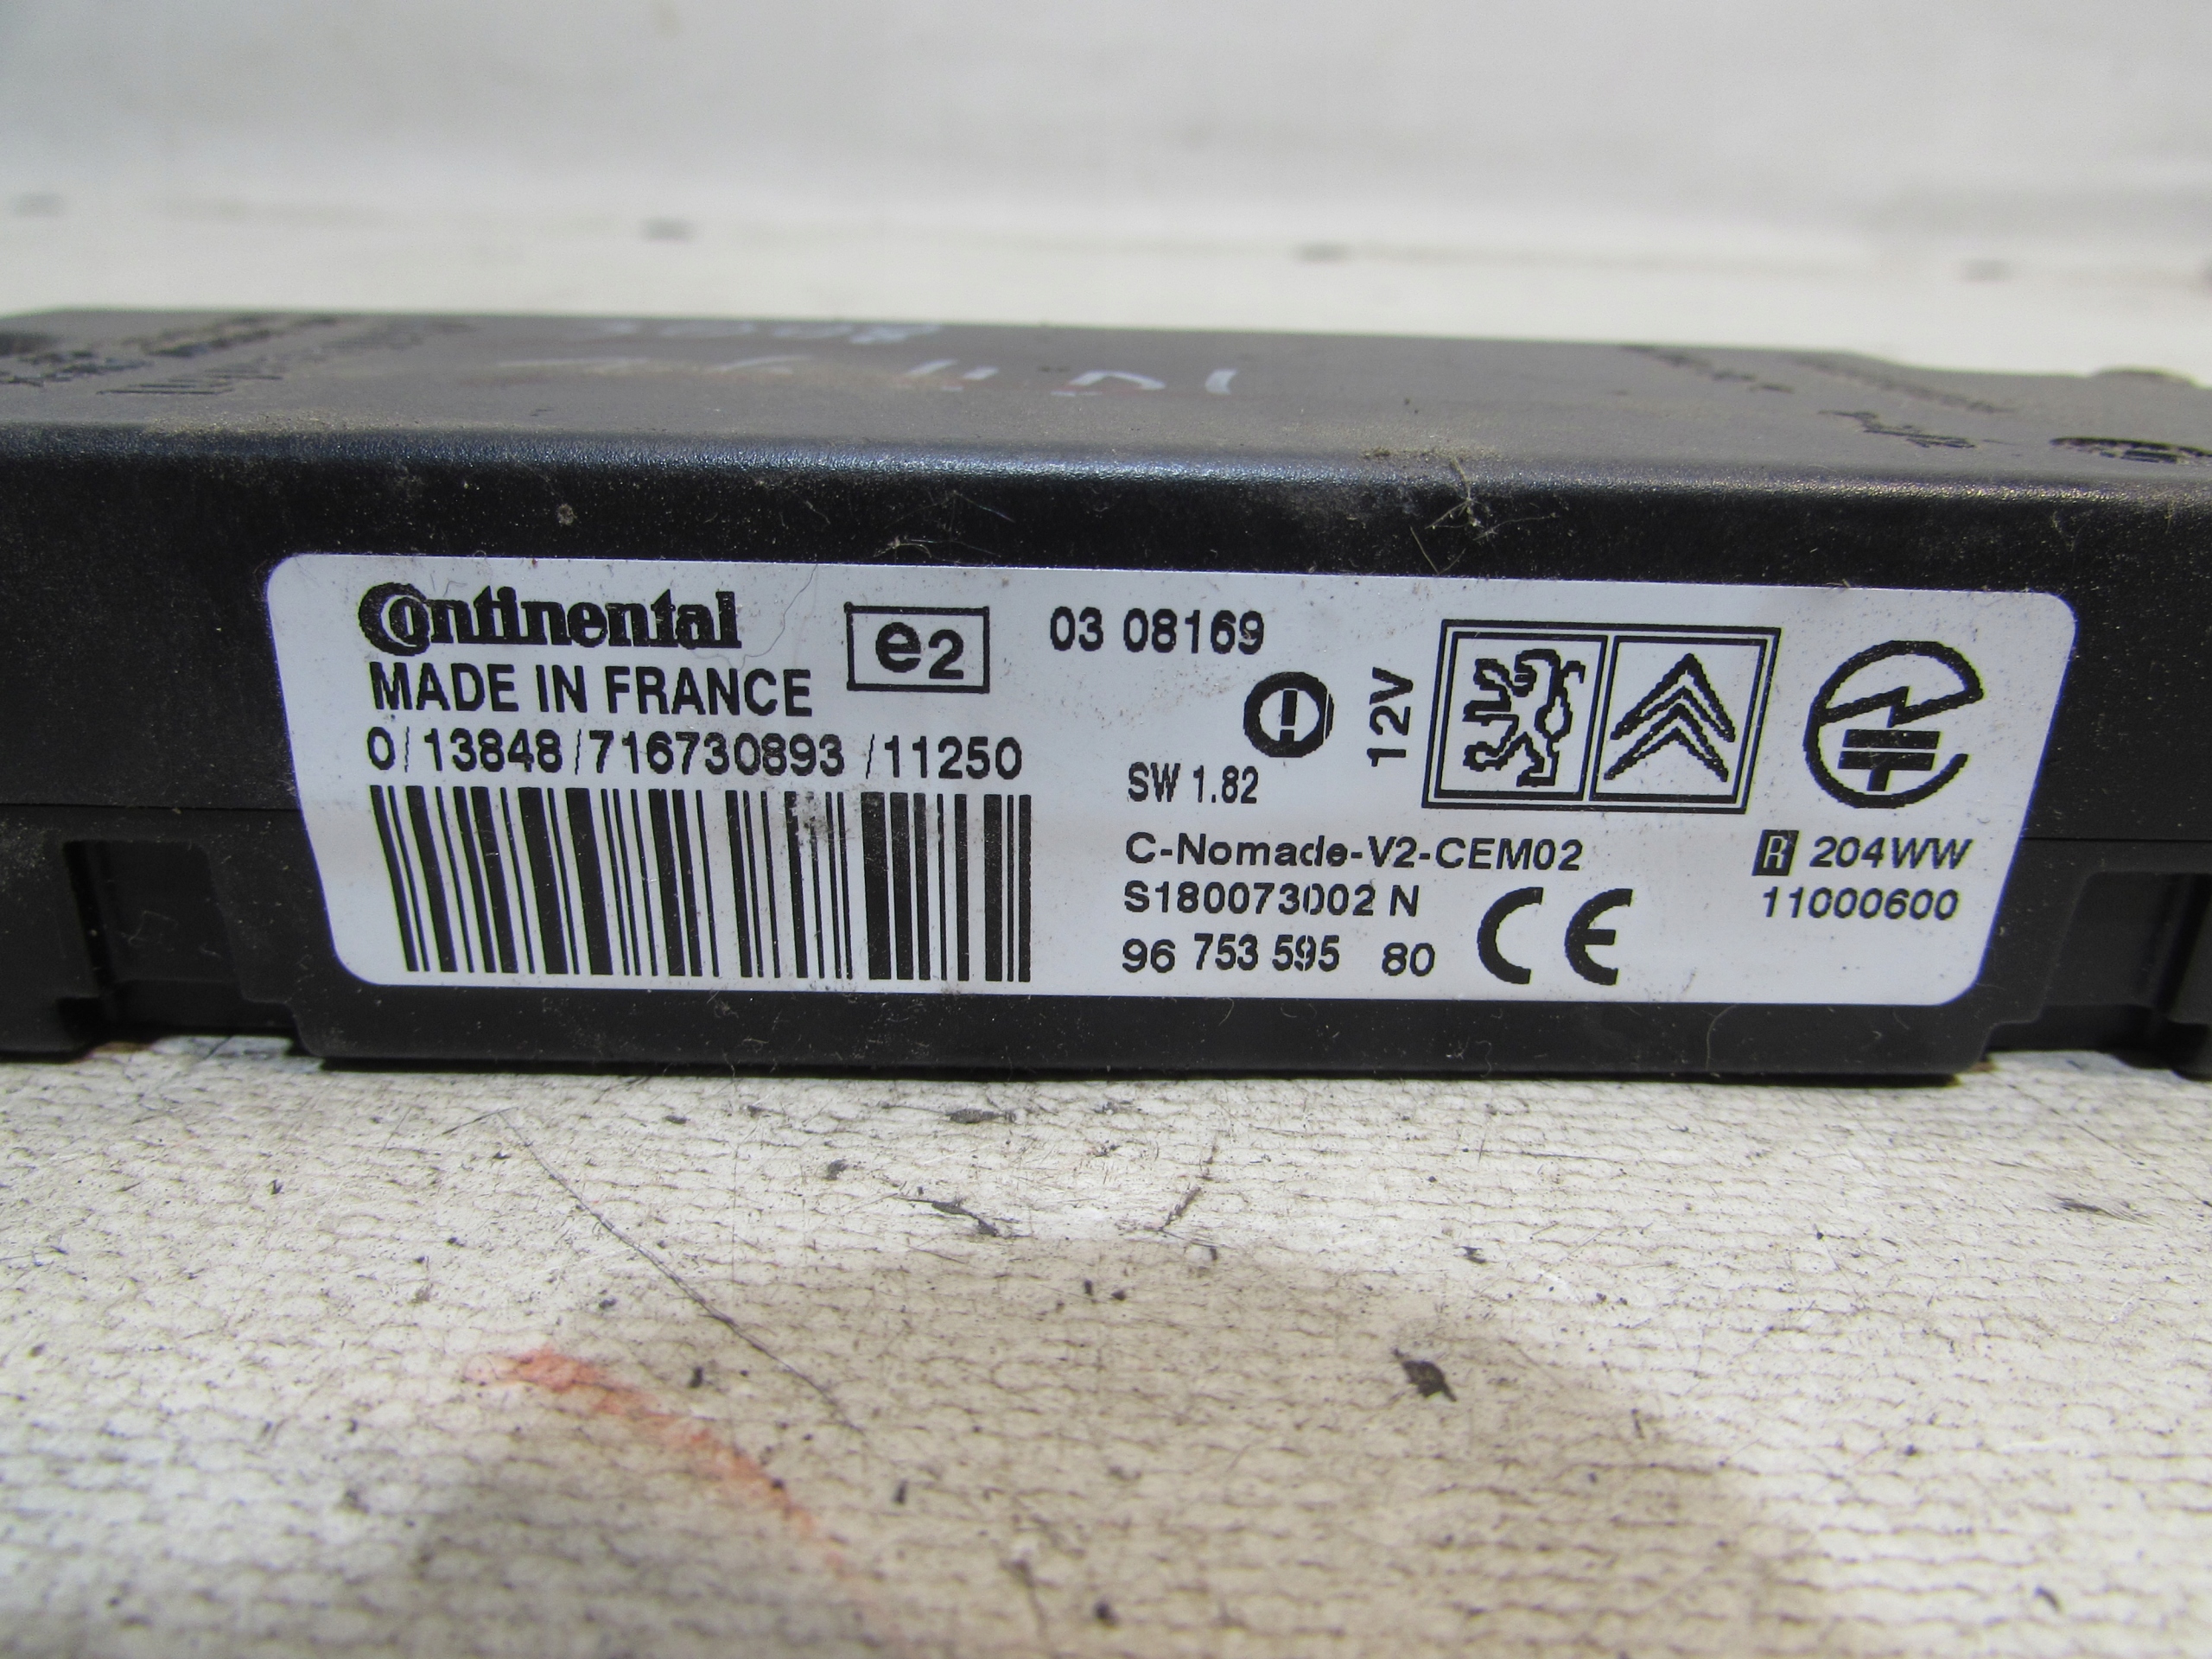 Continental
MADE IN FRANCE
e2
03 08169
0/13848/716730893/11250
12V
SW 1.82
C-Nomade-V2-CEM02
S180073002 N
96 753 595 80
CE
R 204WW
11000600